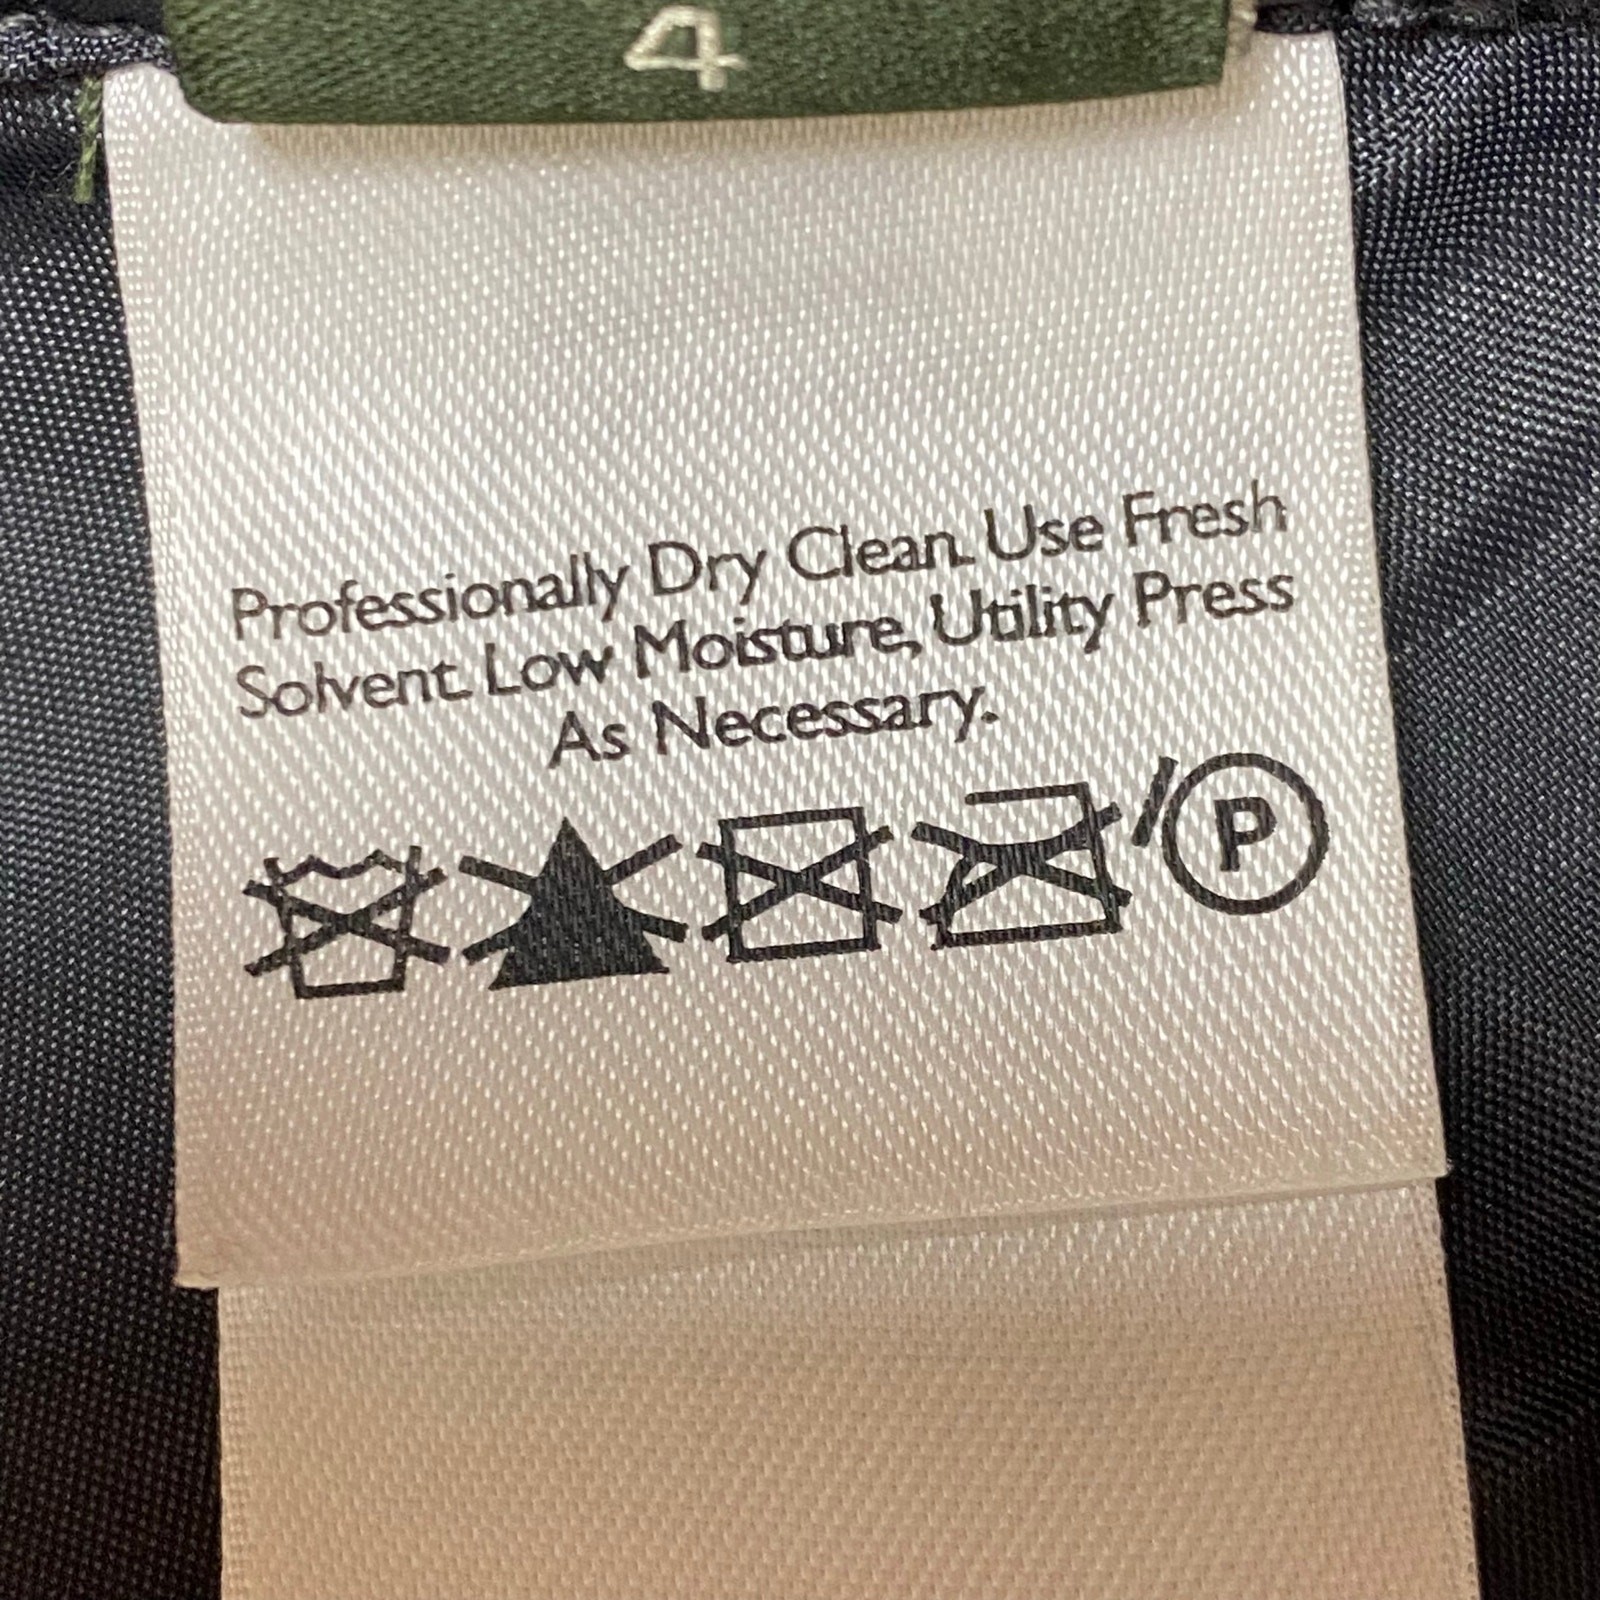 4
Professionally Dry Clean. Use Fresh
Solvent. Low Moisture, Utility Press
As Necessary.
P